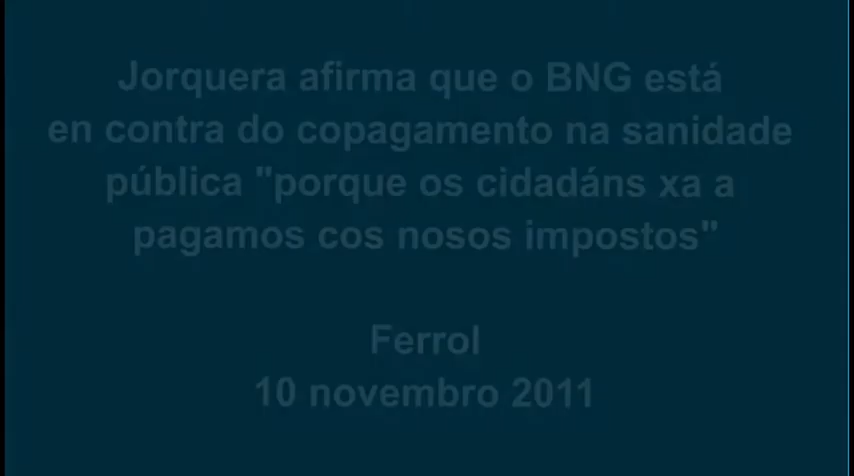 Jorquera afirma que o BNG está
en contra do copagamento na sanidade
pública "porque os cidadáns xa a
pagamos cos nosos impostos"
Ferrol
10 novembro 2011